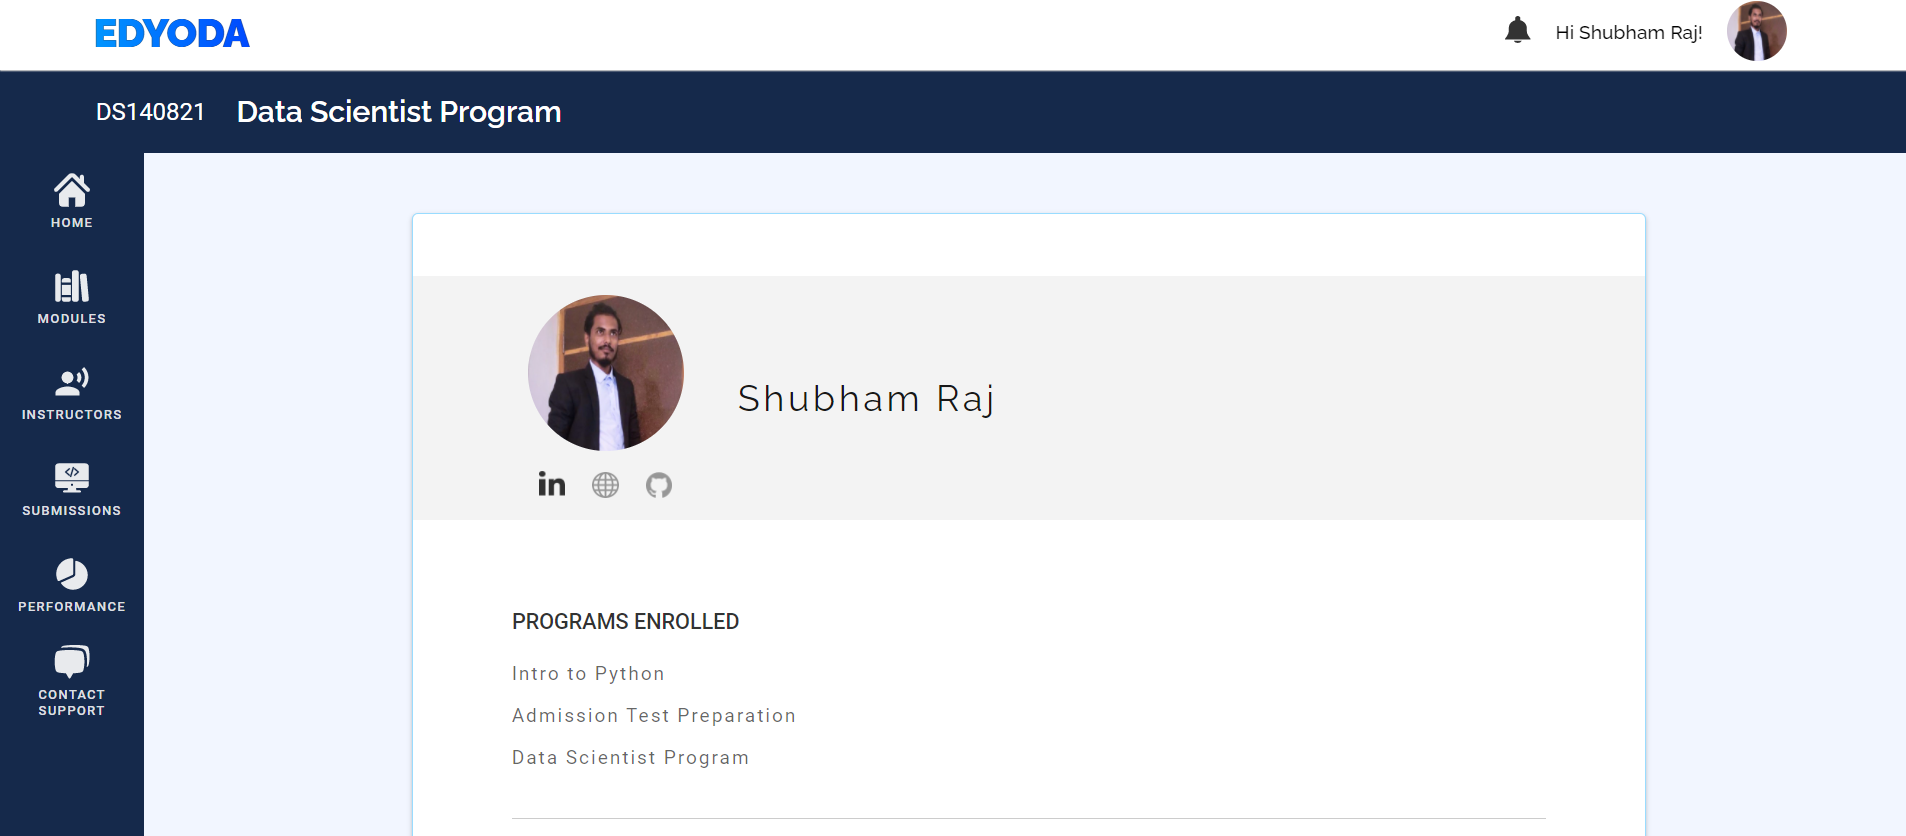 EDYODA
Hi Shubham Raj!
DS140821 Data Scientist Program
HOME
MODULES
INSTRUCTORS
SUBMISSIONS
PERFORMANCE
CONTACT
SUPPORT
Shubham Raj
in
PROGRAMS ENROLLED
Intro to Python
Admission Test Preparation
Data Scientist Program